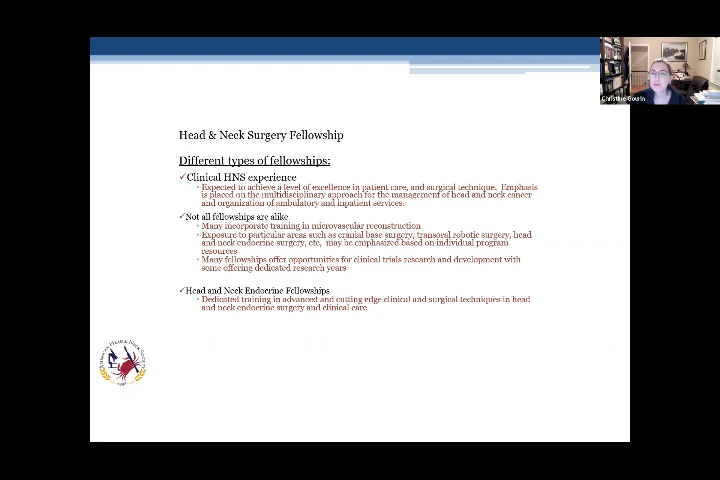 Christine Gourin
Head & Neck Surgery Fellowship
Different types of fellowships:
✓Clinical HNS experience
▫ Expected to achieve a level of excellence in patient care, and surgical technique. Emphasis
is placed on the multidisciplinary approach for the management of head and neck cancer
and organization of ambulatory and inpatient services.
✓Not all fellowships are alike
▫ Many incorporate training in microvascular reconstruction
▫ Exposure to particular areas such as cranial base surgery, transoral robotic surgery, head
and neck endocrine surgery, etc, may be emphasized based on individual program
resources
▫ Many fellowships offer opportunities for clinical trials research and development with
some offering dedicated research years
✓Head and Neck Endocrine Fellowships
▫ Dedicated training in advanced and cutting edge clinical and surgical techniques in head
and neck endocrine surgery and clinical care
AMERICAN HEAD & NECK SOCIETY